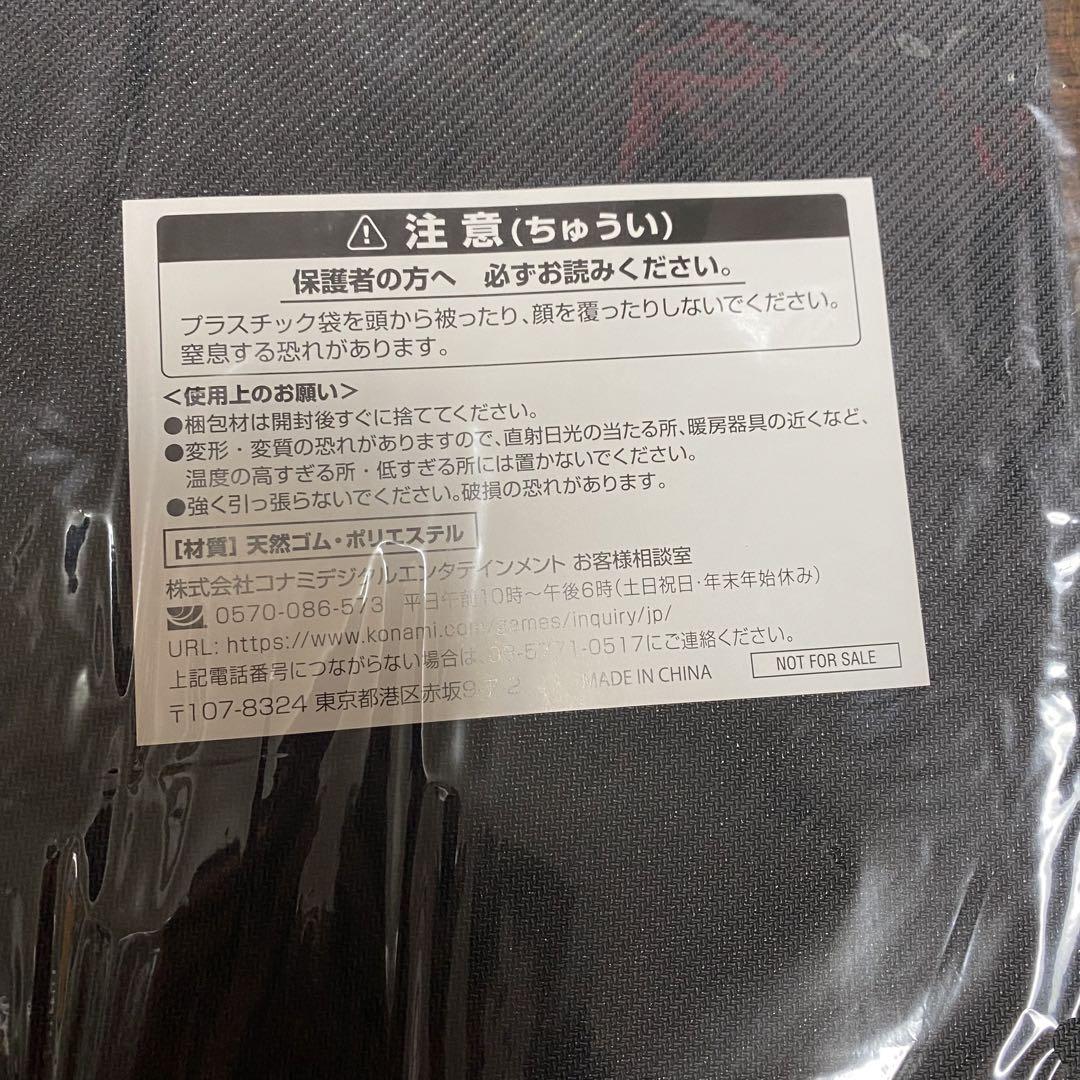 注意(ちゅうい)
保護者の方へ 必ずお読みください。
プラスチック袋を頭から被ったり、顔を覆ったりしないでください。
窒息する恐れがあります。
<使用上のお願い>
●梱包材は開封後すぐに捨ててください。
●変形・変質の恐れがありますので、直射日光の当たる所、暖房器具の近くなど、
温度の高すぎる所・低すぎる所には置かないでください。
●強く引っ張らないでください。破損の恐れがあります。
[材質] 天然ゴム・ポリエステル
株式会社コナミデジタルエンタテインメント お客様相談室
0570-086-573 平日午前10時〜午後6時(土日祝日・年末年始休み)
URL: https://www.konami.com/games/inquiry/jp/
上記電話番号につながらない場合は、03-5771-0517にご連絡ください。
〒107-8324 東京都港区赤坂9-7-2 MADE IN CHINA
NOT FOR SALE